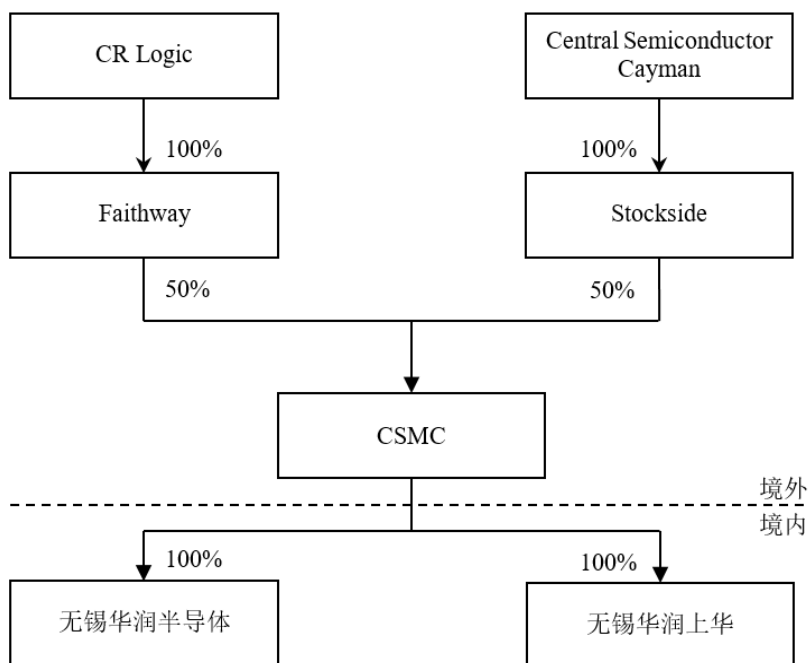 CR Logic
Central Semiconductor
Cayman
100%
100%
Faithway
Stockside
50%
50%
CSMC
境外
境内
100%
100%
无锡华润半导体
无锡华润上华